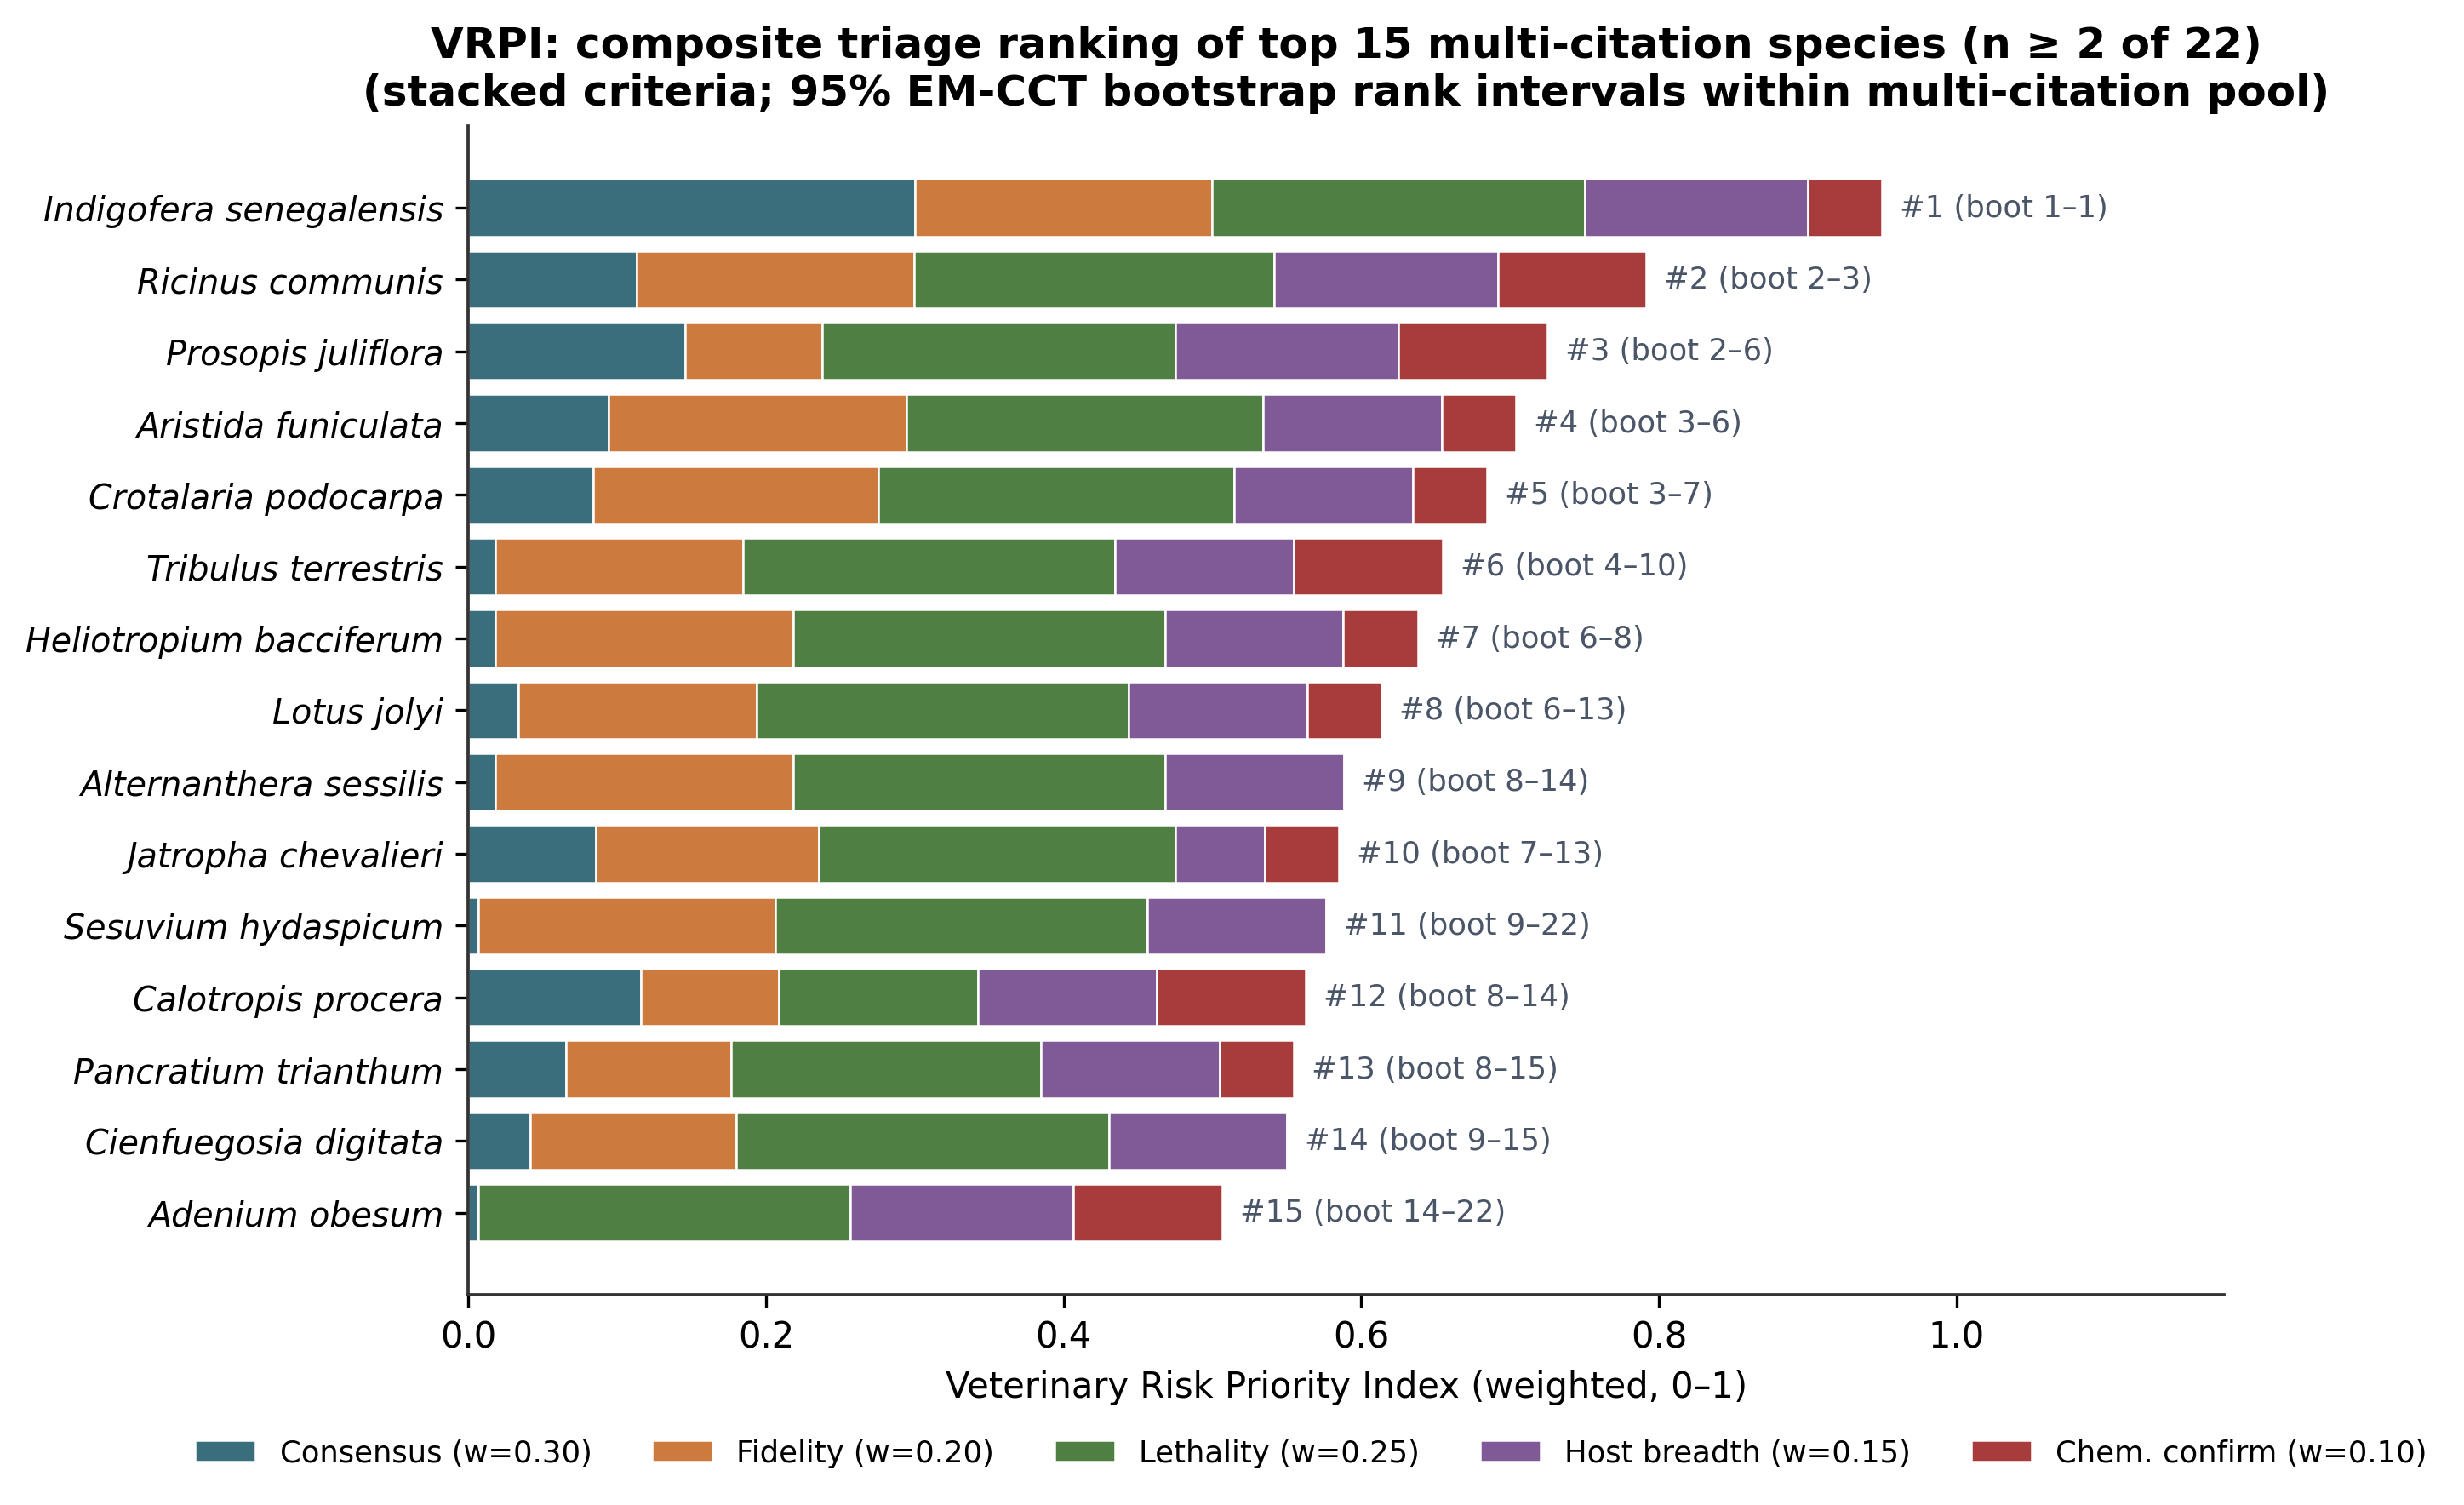 VRPI: composite triage ranking of top 15 multi-citation species (n ≥ 2 of 22)
(stacked criteria; 95% EM-CCT bootstrap rank intervals within multi-citation pool)
Indigofera senegalensis #1 (boot 1–1)
Ricinus communis #2 (boot 2–3)
Prosopis juliflora #3 (boot 2–6)
Aristida funiculata #4 (boot 3–6)
Crotalaria podocarpa #5 (boot 3–7)
Tribulus terrestris #6 (boot 4–10)
Heliotropium bacciferum #7 (boot 6–8)
Lotus jolyi #8 (boot 6–13)
Alternanthera sessilis #9 (boot 8–14)
Jatropha chevalieri #10 (boot 7–13)
Sesuvium hydaspicum #11 (boot 9–22)
Calotropis procera #12 (boot 8–14)
Pancratium trianthum #13 (boot 8–15)
Cienfuegosia digitata #14 (boot 9–15)
Adenium obesum #15 (boot 14–22)
0.0 0.2 0.4 0.6 0.8 1.0
Veterinary Risk Priority Index (weighted, 0–1)
Consensus (w=0.30) Fidelity (w=0.20) Lethality (w=0.25) Host breadth (w=0.15) Chem. confirm (w=0.10)